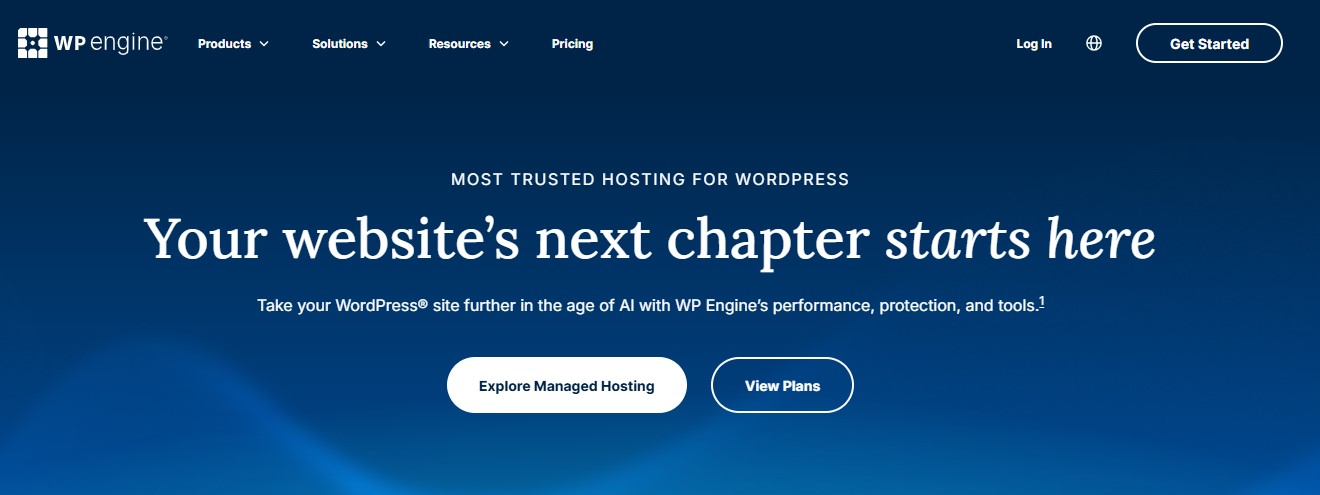 WP engine®
Products
Solutions
Resources
Pricing
Log In
Get Started
MOST TRUSTED HOSTING FOR WORDPRESS
Your website’s next chapter starts here
Take your WordPress® site further in the age of AI with WP Engine’s performance, protection, and tools.¹
Explore Managed Hosting
View Plans